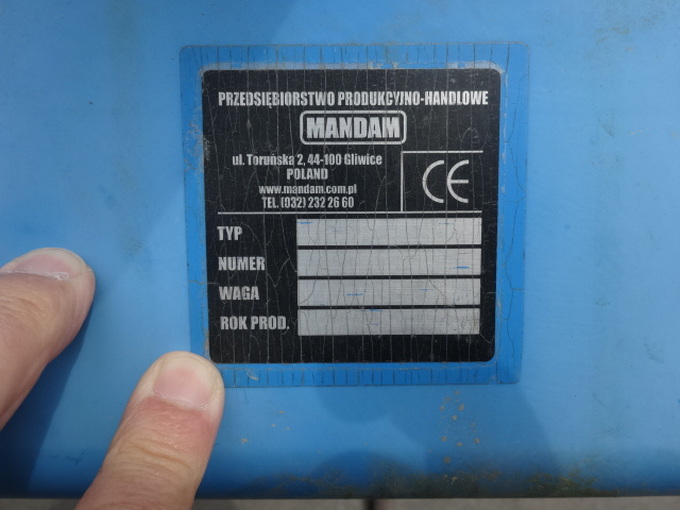 PRZEDSIĘBIORSTWO PRODUKCYJNO-HANDLOWE
MANDAM
ul. Toruńska 2, 44-100 Gliwice
POLAND
www.mandam.com.pl
TEL. (032) 232 26 60
CE
TYP
NUMER
WAGA
ROK PROD.